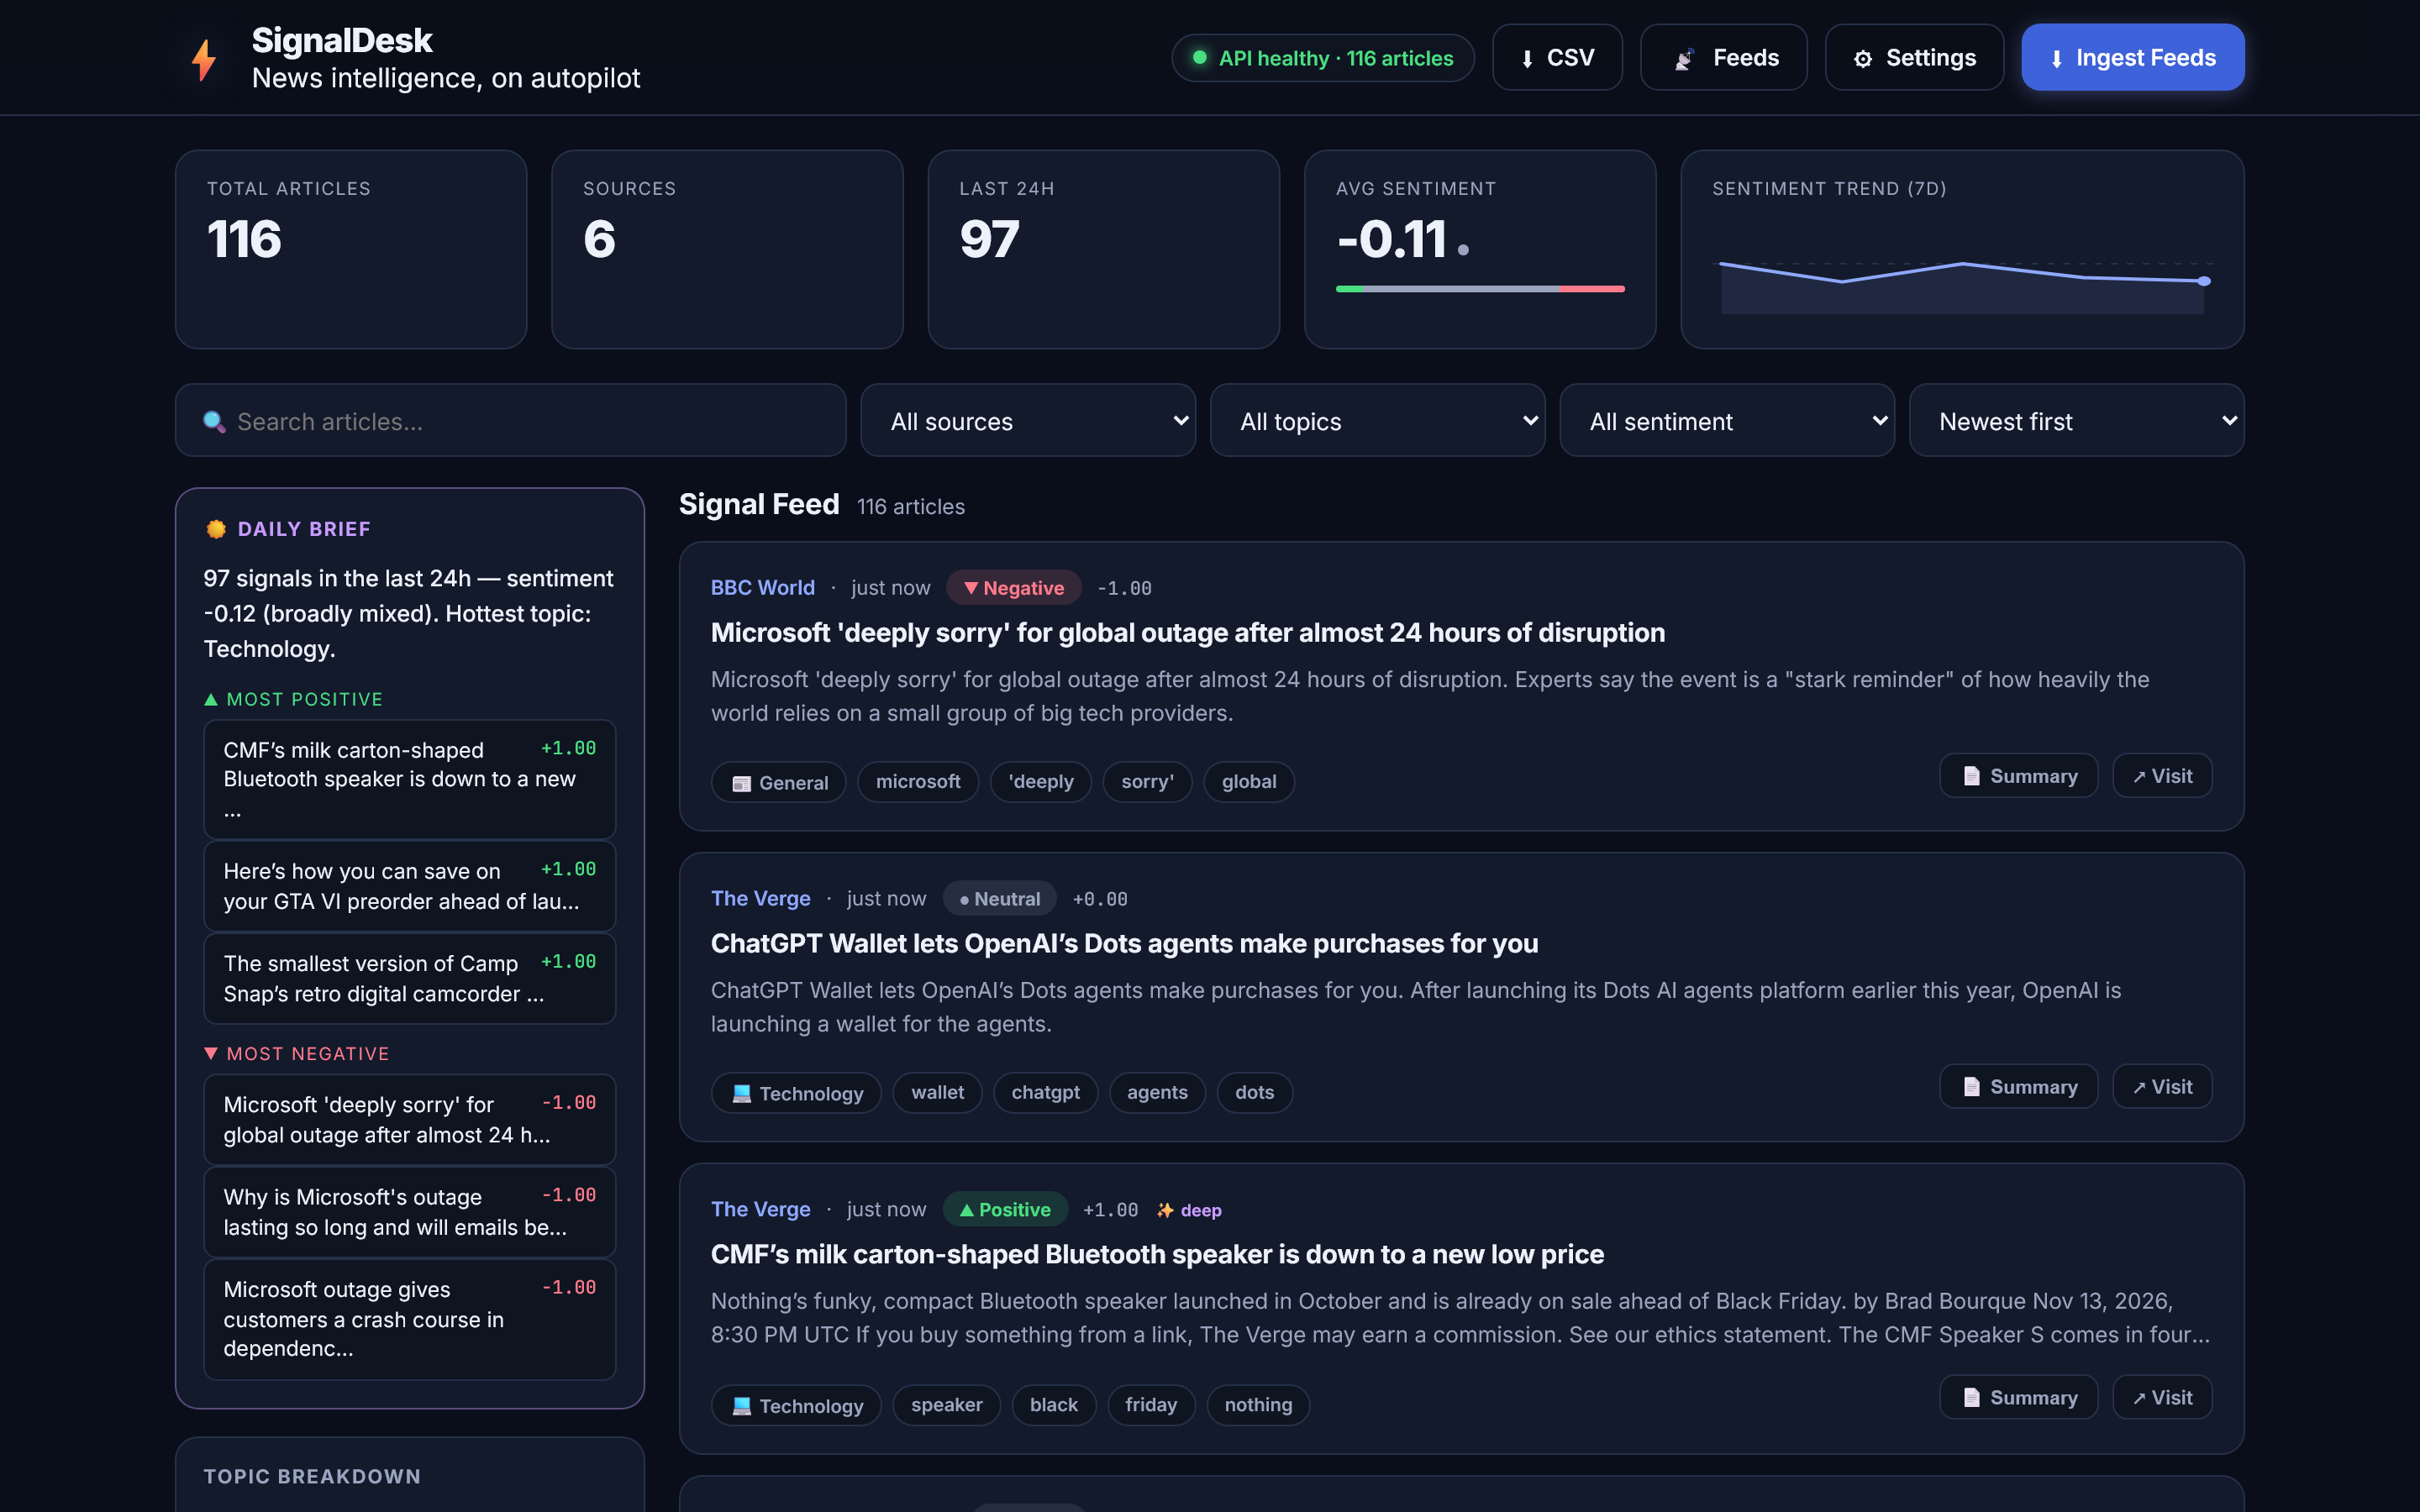 SignalDesk
News intelligence, on autopilot
API healthy · 116 articles
⬇ CSV
Feeds
⚙ Settings
⬇ Ingest Feeds
TOTAL ARTICLES
116
SOURCES
6
LAST 24H
97
AVG SENTIMENT
-0.11 •
SENTIMENT TREND (7D)
Search articles...
All sources
All topics
All sentiment
Newest first
DAILY BRIEF
97 signals in the last 24h — sentiment
-0.12 (broadly mixed). Hottest topic:
Technology.
▲ MOST POSITIVE
CMF’s milk carton-shaped +1.00
Bluetooth speaker is down to a new
…
Here’s how you can save on +1.00
your GTA VI preorder ahead of lau…
The smallest version of Camp +1.00
Snap’s retro digital camcorder …
▼ MOST NEGATIVE
Microsoft 'deeply sorry' for -1.00
global outage after almost 24 h…
Why is Microsoft's outage -1.00
lasting so long and will emails be…
Microsoft outage gives -1.00
customers a crash course in
dependenc…
TOPIC BREAKDOWN
Signal Feed 116 articles
BBC World · just now ▼ Negative -1.00
Microsoft 'deeply sorry' for global outage after almost 24 hours of disruption
Microsoft 'deeply sorry' for global outage after almost 24 hours of disruption. Experts say the event is a "stark reminder" of how heavily the
world relies on a small group of big tech providers.
General microsoft 'deeply sorry' global
Summary ↗ Visit
The Verge · just now ● Neutral +0.00
ChatGPT Wallet lets OpenAI’s Dots agents make purchases for you
ChatGPT Wallet lets OpenAI’s Dots agents make purchases for you. After launching its Dots AI agents platform earlier this year, OpenAI is
launching a wallet for the agents.
Technology wallet chatgpt agents dots
Summary ↗ Visit
The Verge · just now ▲ Positive +1.00 ✨ deep
CMF’s milk carton-shaped Bluetooth speaker is down to a new low price
Nothing’s funky, compact Bluetooth speaker launched in October and is already on sale ahead of Black Friday. by Brad Bourque Nov 13, 2026,
8:30 PM UTC If you buy something from a link, The Verge may earn a commission. See our ethics statement. The CMF Speaker S comes in four…
Technology speaker black friday nothing
Summary ↗ Visit